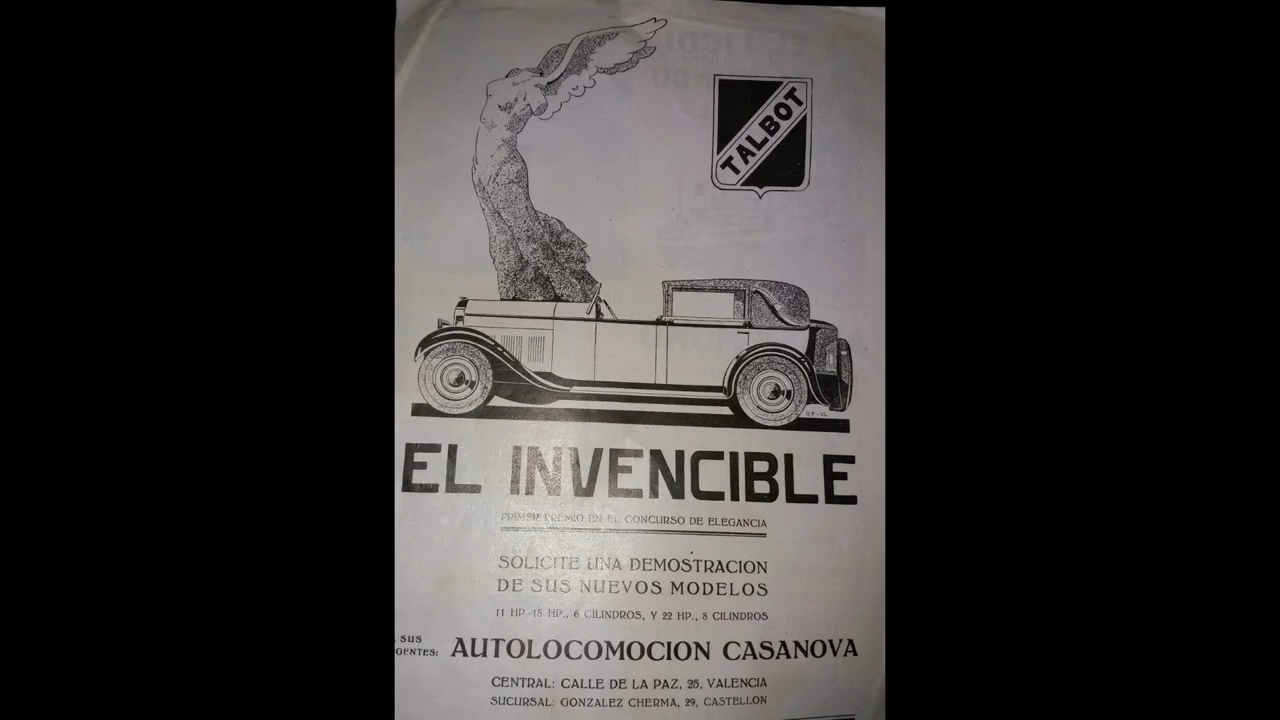 TALBOT
EL INVENCIBLE
PRIMER PREMIO EN EL CONCURSO DE ELEGANCIA
SOLICITE UNA DEMOSTRACION
DE SUS NUEVOS MODELOS
11 HP.-15 HP., 6 CILINDROS, Y 22 HP., 8 CILINDROS
SUS
GENTES:
AUTOLOCOMOCION CASANOVA
CENTRAL: CALLE DE LA PAZ, 25, VALENCIA
SUCURSAL: GONZALEZ CHERMA, 29, CASTELLON